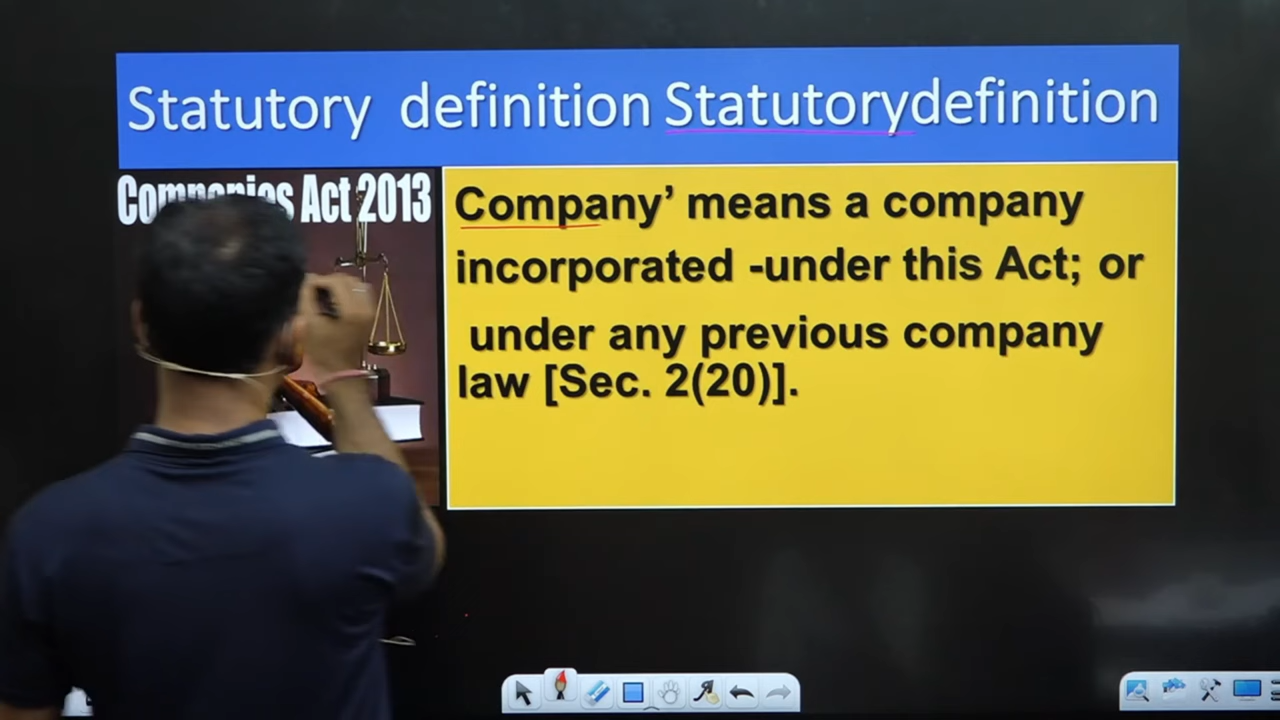 Statutory definition Statutorydefinition
Act 2013
Company’ means a company
incorporated -under this Act; or
under any previous company
law [Sec. 2(20)].